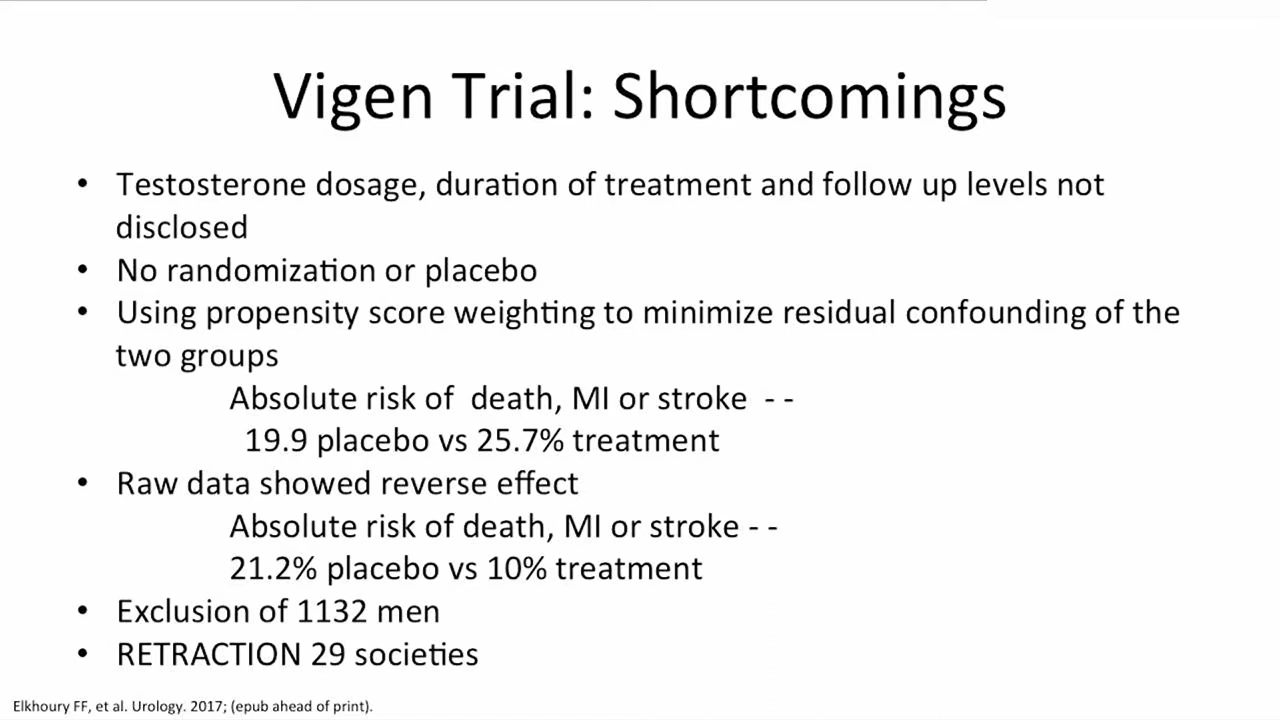 Vigen Trial: Shortcomings
• Testosterone dosage, duration of treatment and follow up levels not
disclosed
• No randomization or placebo
• Using propensity score weighting to minimize residual confounding of the
two groups
Absolute risk of  death, MI or stroke  - -
19.9 placebo vs 25.7% treatment
• Raw data showed reverse effect
Absolute risk of death, MI or stroke - -
21.2% placebo vs 10% treatment
• Exclusion of 1132 men
• RETRACTION 29 societies
Elkhoury FF, et al. Urology. 2017; (epub ahead of print).